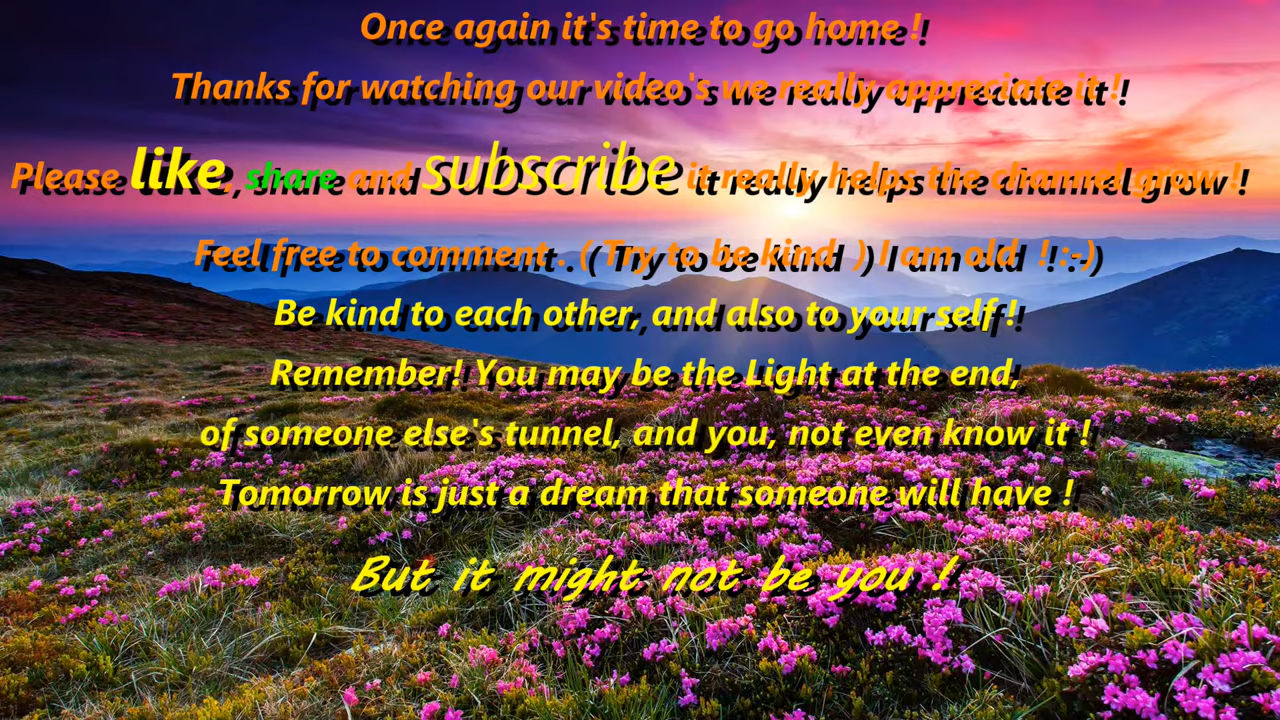 Once again it's time to go home !
Thanks for watching our video's we really appreciate it !
Please like, share and subscribe it really helps the channel grow !
Feel free to comment . ( Try to be kind ) I am old ! :-)
Be kind to each other, and also to your self !
Remember! You may be the Light at the end,
of someone else's tunnel, and you, not even know it !
Tomorrow is just a dream that someone will have !
But it might not be you !